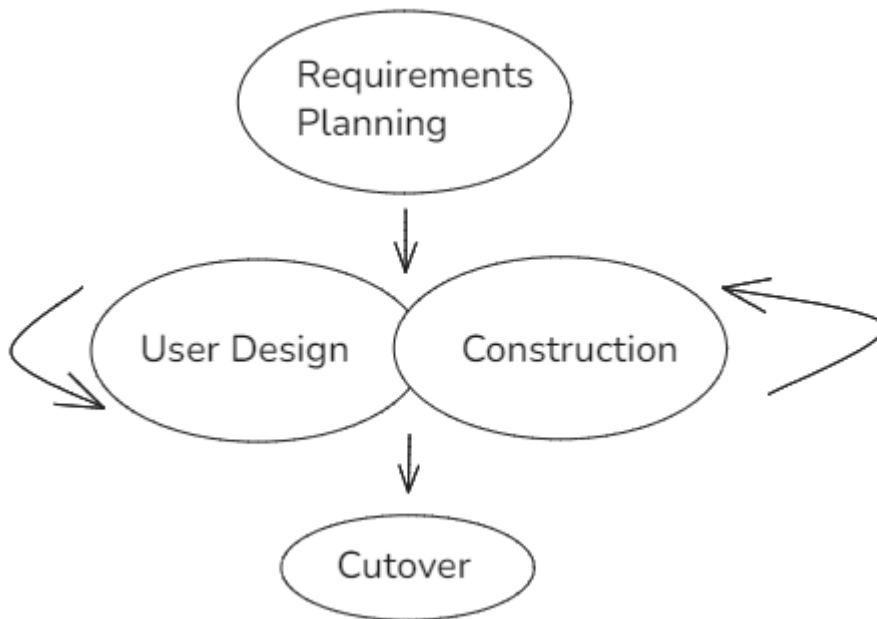 Requirements
Planning
User Design
Construction
Cutover